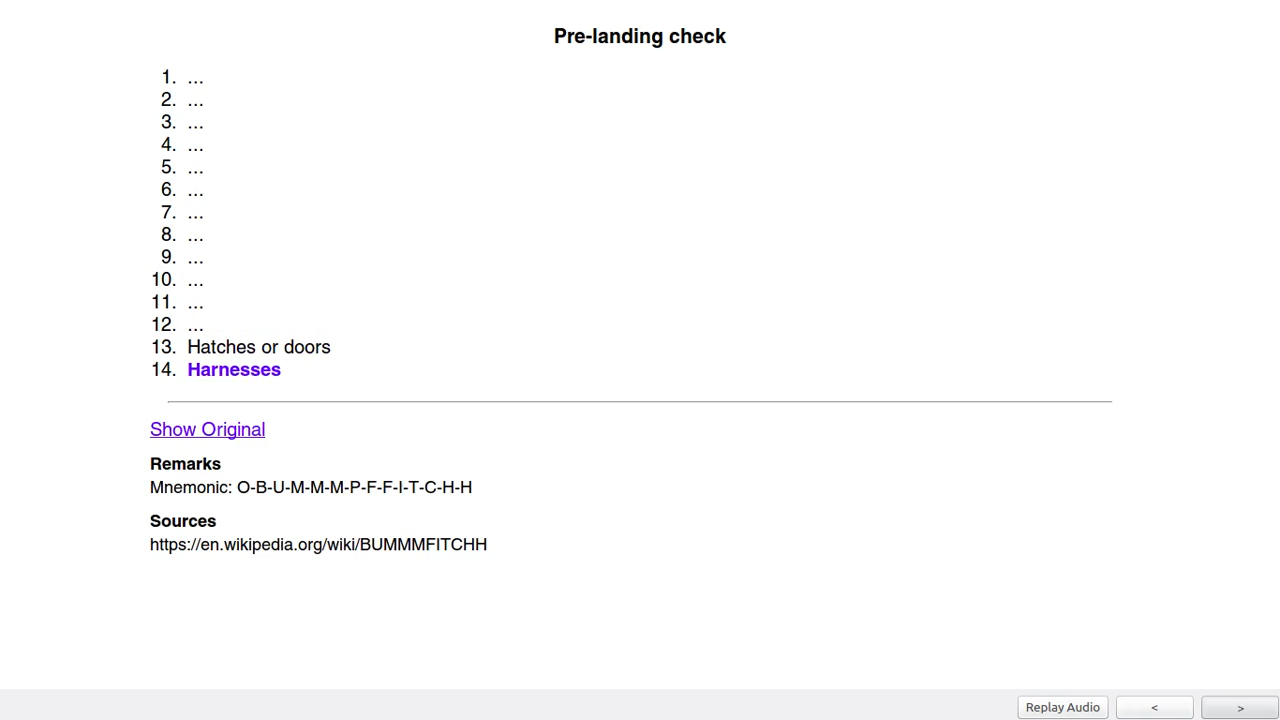 Pre-landing check
1. ...
2. ...
3. ...
4. ...
5. ...
6. ...
7. ...
8. ...
9. ...
10. ...
11. ...
12. ...
13. Hatches or doors
14. Harnesses
Show Original
Remarks
Mnemonic: O-B-U-M-M-M-P-F-F-I-T-C-H-H
Sources
https://en.wikipedia.org/wiki/BUMMMFITCHH
Replay Audio < >